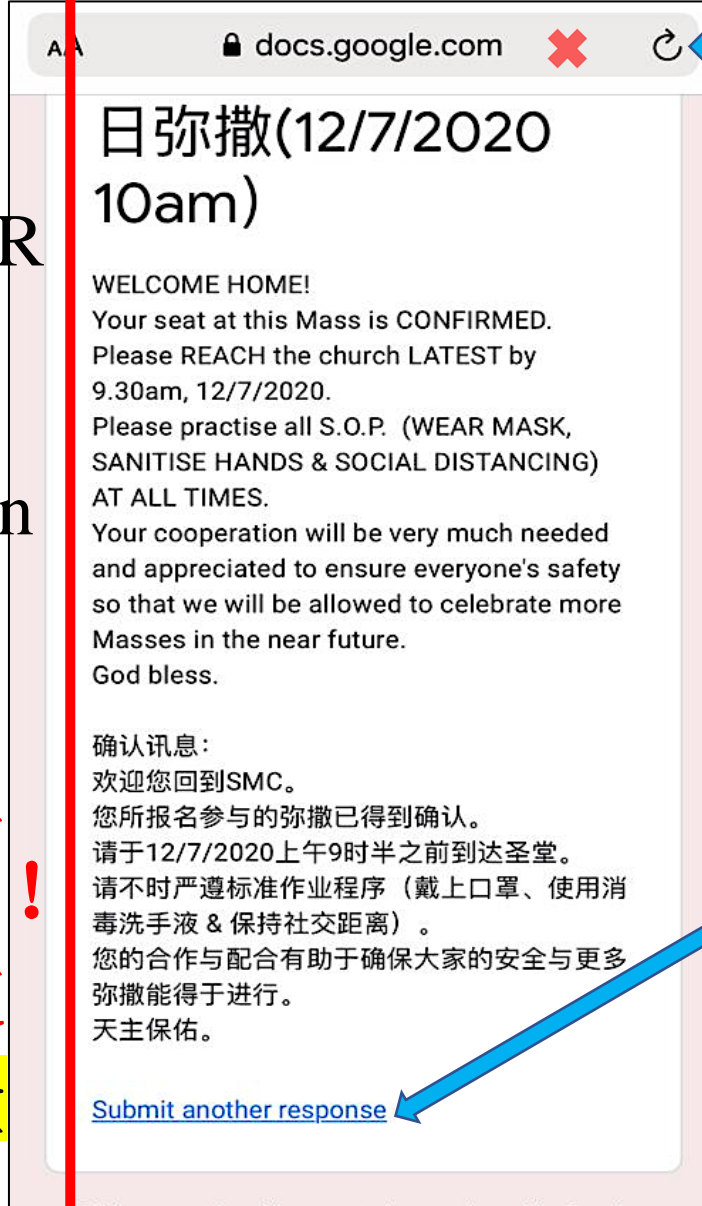 AA docs.google.com
日弥撒(12/7/2020
10am)
R
WELCOME HOME!
Your seat at this Mass is CONFIRMED.
Please REACH the church LATEST by
9.30am, 12/7/2020.
Please practise all S.O.P. (WEAR MASK,
SANITISE HANDS & SOCIAL DISTANCING)
AT ALL TIMES.
n
Your cooperation will be very much needed
and appreciated to ensure everyone's safety
so that we will be allowed to celebrate more
Masses in the near future.
God bless.
确认讯息：
欢迎您回到SMC。
您所报名参与的弥撒已得到确认。
请于12/7/2020上午9时半之前到达圣堂。
!
请不时严遵标准作业程序（戴上口罩、使用消
毒洗手液 & 保持社交距离）。
您的合作与配合有助于确保大家的安全与更多
弥撒能得于进行。
天主保佑。
Submit another response